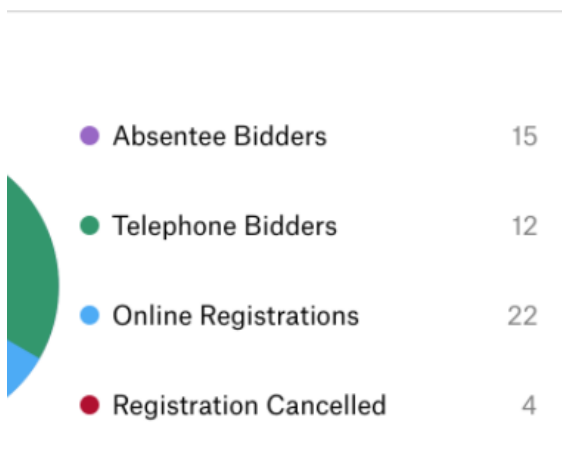 Absentee Bidders 15
Telephone Bidders 12
Online Registrations 22
Registration Cancelled 4